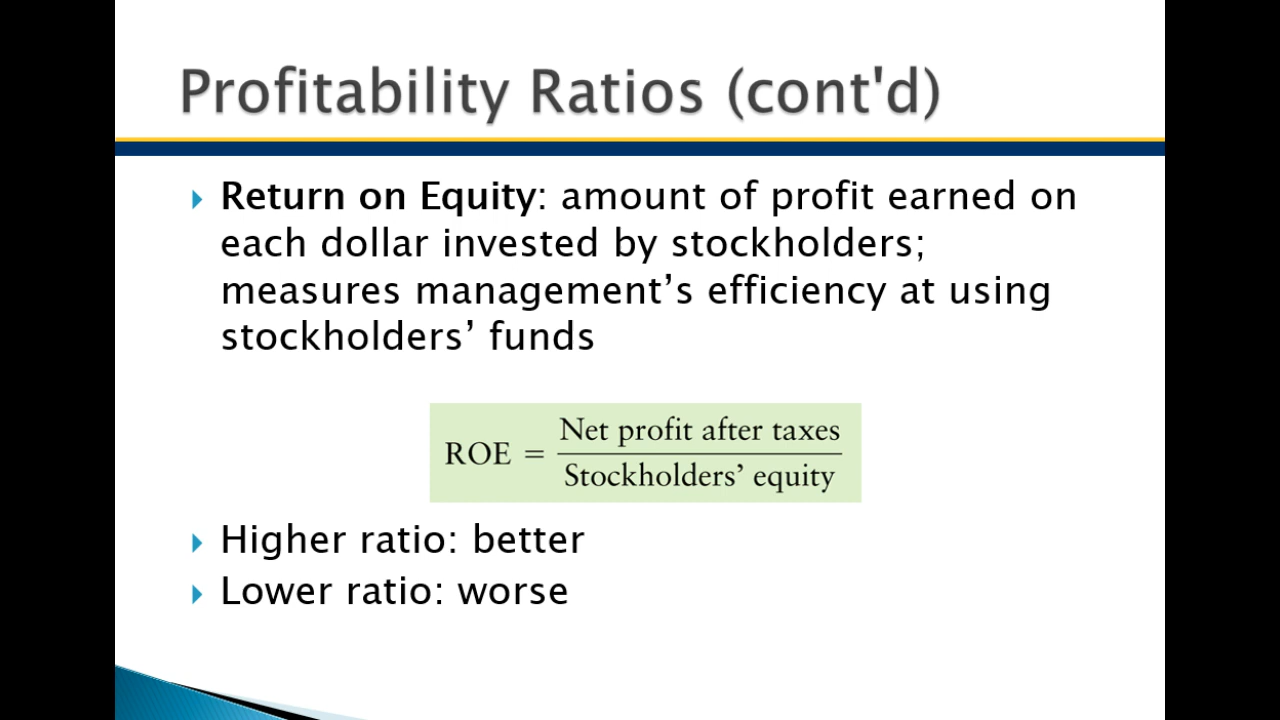 Profitability Ratios (cont'd)
Return on Equity: amount of profit earned on
each dollar invested by stockholders;
measures management’s efficiency at using
stockholders’ funds
ROE = Net profit after taxes
Stockholders’ equity
Higher ratio: better
Lower ratio: worse